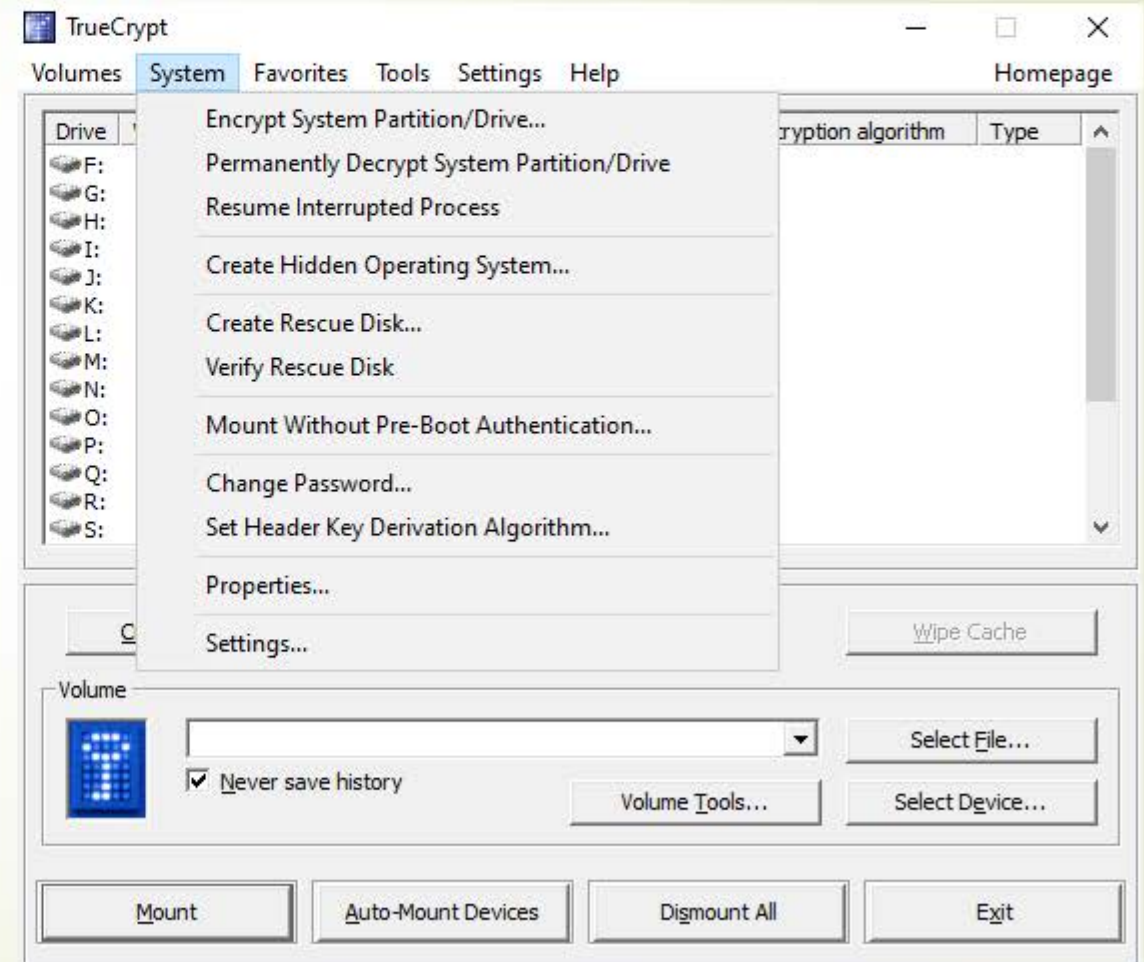 TrueCrypt
Volumes System Favorites Tools Settings Help Homepage
Drive ryption algorithm Type
F:
G:
H:
I:
J:
K:
L:
M:
N:
O:
P:
Q:
R:
S:
Encrypt System Partition/Drive...
Permanently Decrypt System Partition/Drive
Resume Interrupted Process
Create Hidden Operating System...
Create Rescue Disk...
Verify Rescue Disk
Mount Without Pre-Boot Authentication...
Change Password...
Set Header Key Derivation Algorithm...
Properties...
Settings...
Wipe Cache
Volume
Select File...
Never save history
Volume Tools...
Select Device...
Mount
Auto-Mount Devices
Dismount All
Exit